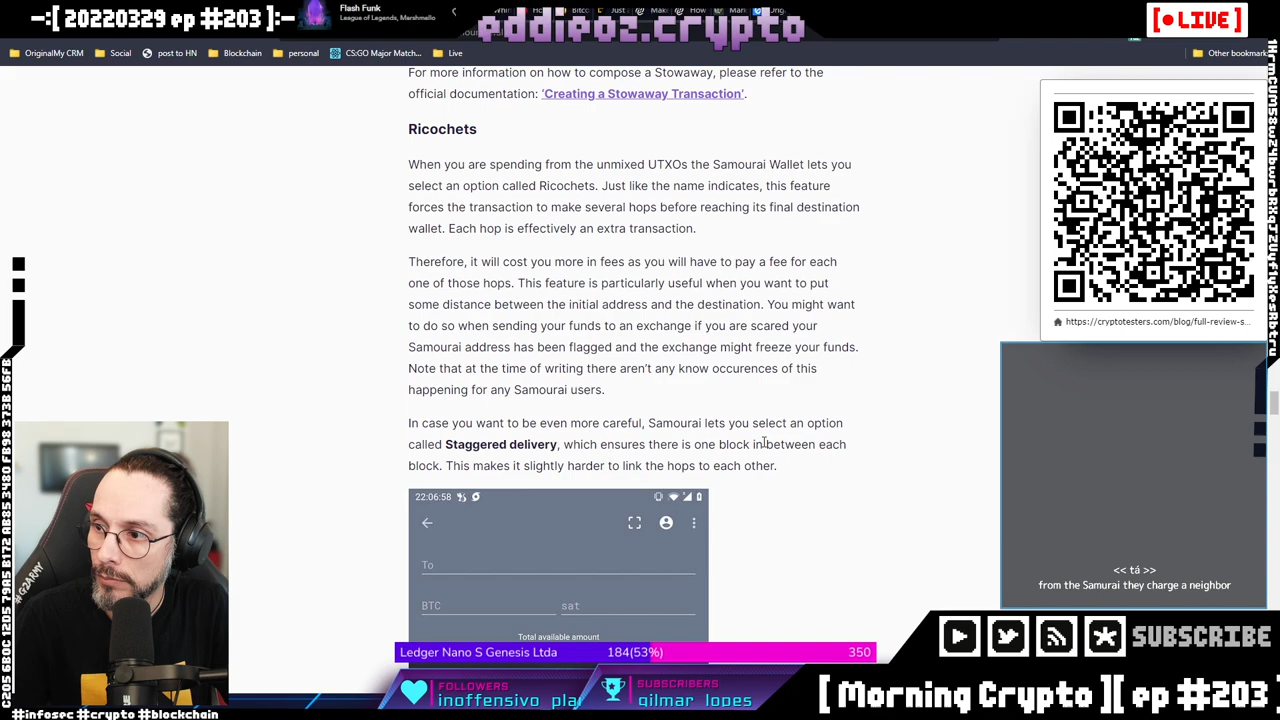 -[ 20220329 ep #203 ]:-
Flash Funk
League of Legends, Marshmello
eddieoz.crypto
[●LIVE]
OriginalMy CRM
Social
post to HN
Blockchain
personal
CS:GO Major Match...
Live
Other bookmark
For more information on how to compose a Stowaway, please refer to the
official documentation: 'Creating a Stowaway Transaction'.
Ricochets
When you are spending from the unmixed UTXOs the Samourai Wallet lets you
select an option called Ricochets. Just like the name indicates, this feature
forces the transaction to make several hops before reaching its final destination
wallet. Each hop is effectively an extra transaction.
Therefore, it will cost you more in fees as you will have to pay a fee for each
one of those hops. This feature is particularly useful when you want to put
some distance between the initial address and the destination. You might want
to do so when sending your funds to an exchange if you are scared your
Samourai address has been flagged and the exchange might freeze your funds.
Note that at the time of writing there aren't any know occurences of this
happening for any Samourai users.
In case you want to be even more careful, Samourai lets you select an option
called Staggered delivery, which ensures there is one block in between each
block. This makes it slightly harder to link the hops to each other.
22:06:58
To
BTC
sat
Total available amount
https://cryptotesters.com/blog/full-review-s...
<< tá >>
from the Samurai they charge a neighbor
Ledger Nano S Genesis Ltda
184(53%)
350
FOLLOWERS
inoffensivo pla
SUBSCRIBERS
gilmar lopes
SUBSCRIBE
[ Morning Crypto ][ ep #203 ]
#infosec #crypto #blockchain